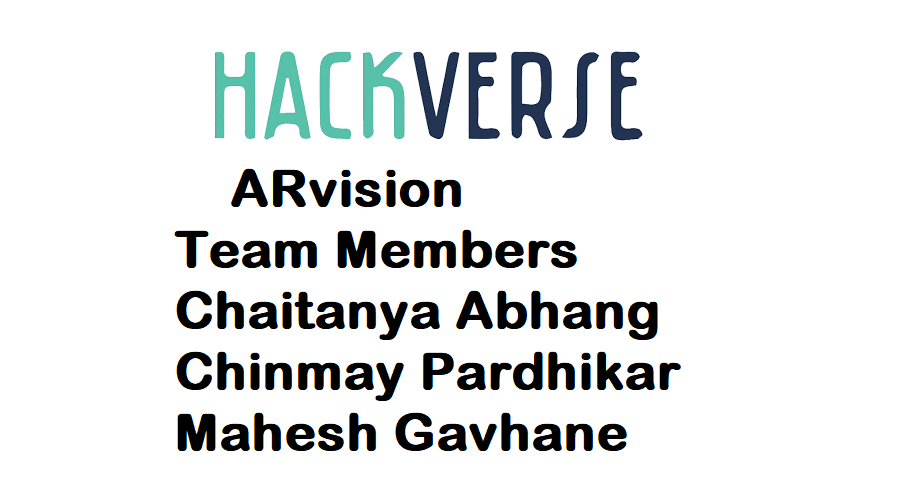 HACKVERSE
ARvision
Team Members
Chaitanya Abhang
Chinmay Pardhikar
Mahesh Gavhane